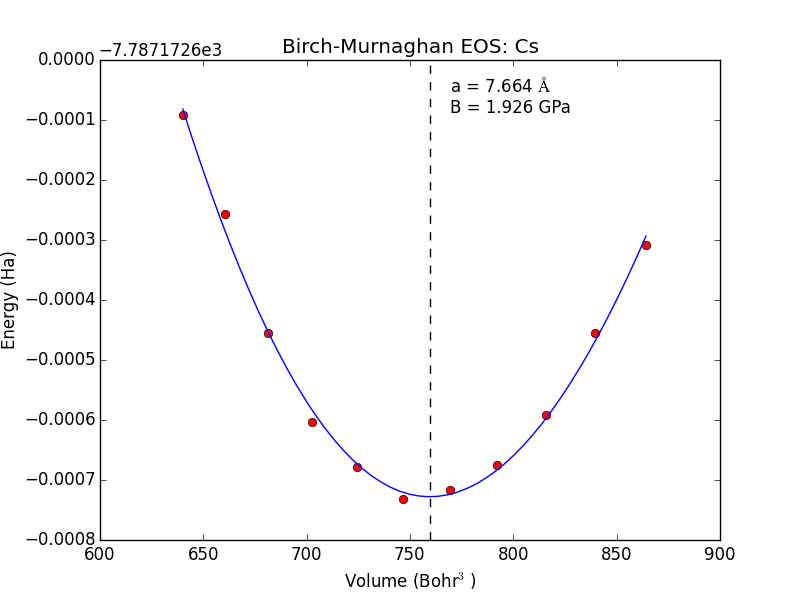 Birch-Murnaghan EOS: Cs
−7.7871726e3
a = 7.664 Å
B = 1.926 GPa
0.0000
−0.0001
−0.0002
−0.0003
−0.0004
−0.0005
−0.0006
−0.0007
−0.0008
Energy (Ha)
600 650 700 750 800 850 900
Volume (Bohr³ )